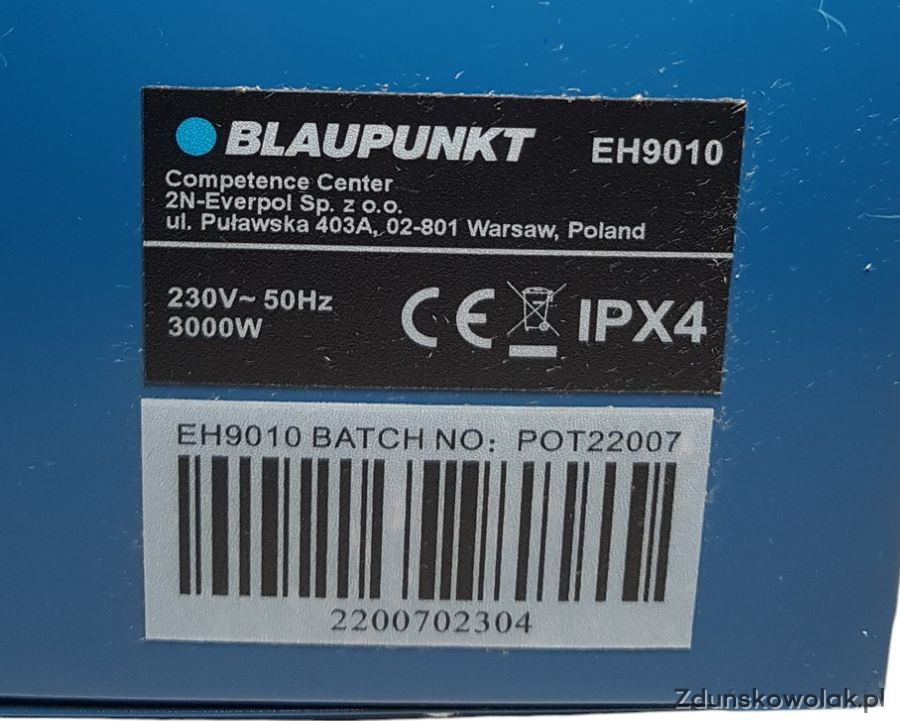 BLAUPUNKT EH9010
Competence Center
2N-Everpol Sp. z o.o.
ul. Puławska 403A, 02-801 Warsaw, Poland
230V~ 50Hz
3000W
CE IPX4
EH9010 BATCH NO: POT22007
2200702304
Zdunskowolak.pl